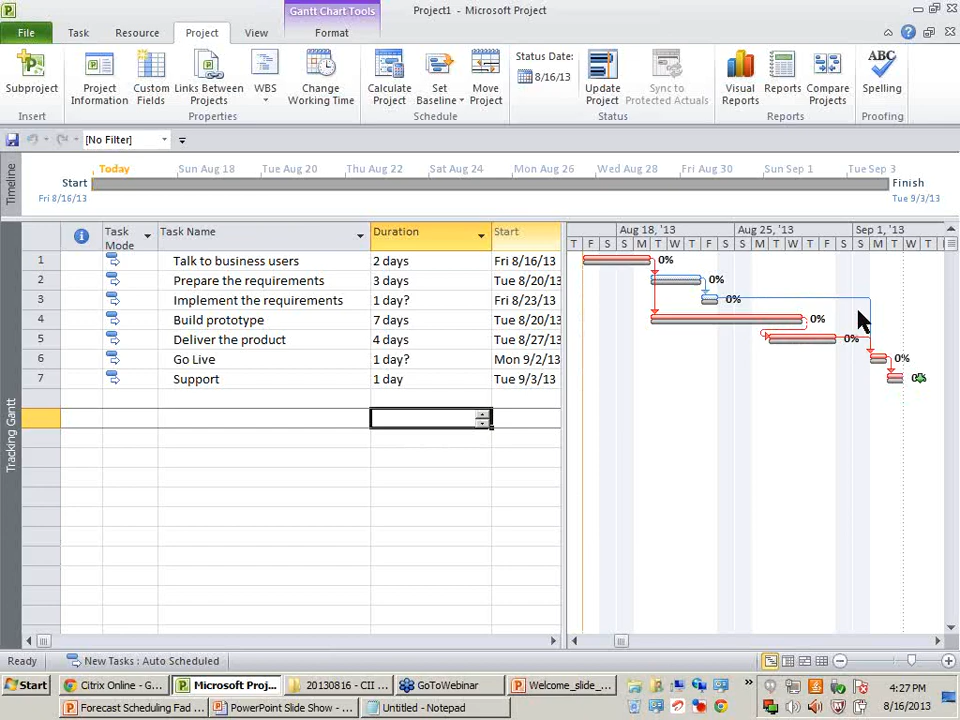 Gantt Chart Tools
Project1 - Microsoft Project
File Task Resource Project View Format
Subproject
Project Information
Custom Fields
Links Between Projects
WBS
Change Working Time
Calculate Project
Set Baseline
Move Project
Status Date:
8/16/13
Update Project
Sync to Protected Actuals
Visual Reports
Reports
Compare Projects
ABC
Spelling
Insert Properties Schedule Status Reports Proofing
[No Filter]
Timeline
Today Sun Aug 18 Tue Aug 20 Thu Aug 22 Sat Aug 24 Mon Aug 26 Wed Aug 28 Fri Aug 30 Sun Sep 1 Tue Sep 3
Start
Fri 8/16/13
Finish
Tue 9/3/13
Task Mode Task Name Duration Start
Aug 18, '13 Aug 25, '13 Sep 1, '13
T F S S M T W T F S S M T W T F S S M T W T
1 Talk to business users 2 days Fri 8/16/13 0%
2 Prepare the requirements 3 days Tue 8/20/13 0%
3 Implement the requirements 1 day? Fri 8/23/13 0%
4 Build prototype 7 days Tue 8/20/13 0%
5 Deliver the product 4 days Tue 8/27/13 0%
6 Go Live 1 day? Mon 9/2/13 0%
7 Support 1 day Tue 9/3/13
Tracking Gantt
Ready New Tasks : Auto Scheduled
Start Citrix Online - G... Microsoft Proj... 20130816 - CII ... GoToWebinar Welcome_slide_... 4:27 PM
Forecast Scheduling Fad ... PowerPoint Slide Show - ... Untitled - Notepad 8/16/2013